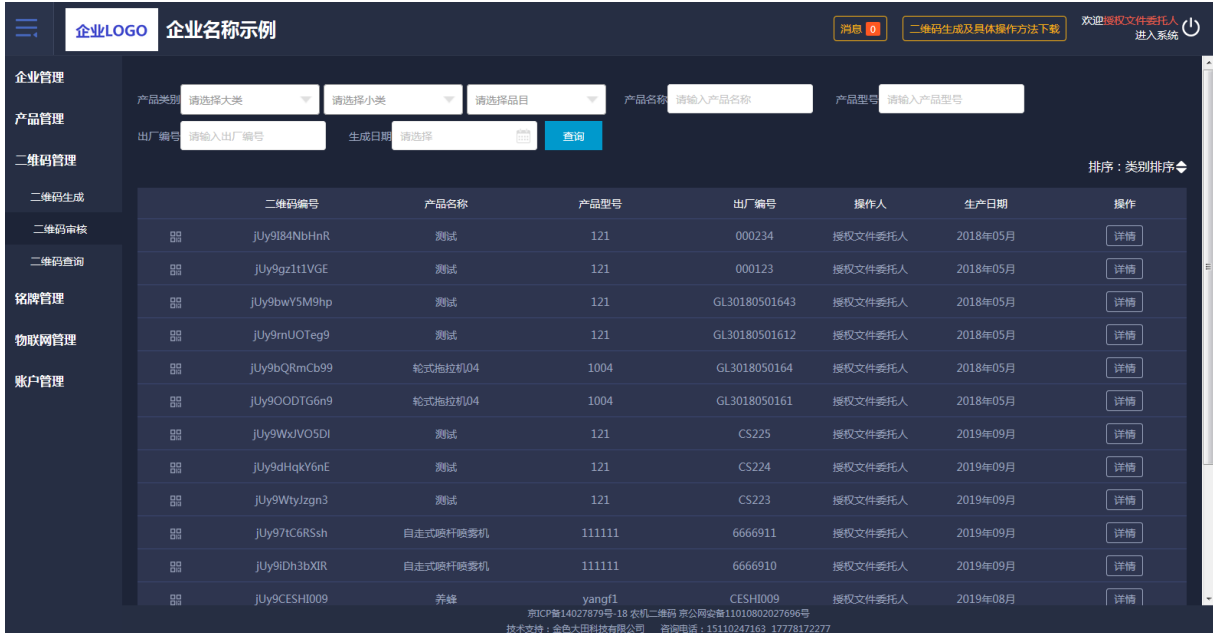 企业LOGO 企业名称示例 消息 0 二维码生成及具体操作方法下载 欢迎授权文件委托人
进入系统
企业管理
产品管理
二维码管理
二维码生成
二维码审核
二维码查询
铭牌管理
物联网管理
账户管理
产品类别 请选择大类 请选择小类 请选择品目 产品名称 请输入产品名称 产品型号 请输入产品型号
出厂编号 请输入出厂编号 生成日期 请选择 查询
排序：类别排序
二维码编号 产品名称 产品型号 出厂编号 操作人 生产日期 操作
jUy9I84NbHnR 测试 121 000234 授权文件委托人 2018年05月 详情
jUy9gz1t1VGE 测试 121 000123 授权文件委托人 2018年05月 详情
jUy9bwY5M9hp 测试 121 GL30180501643 授权文件委托人 2018年05月 详情
jUy9rnUOTeg9 测试 121 GL30180501612 授权文件委托人 2018年05月 详情
jUy9bQRmCb99 轮式拖拉机04 1004 GL3018050164 授权文件委托人 2018年05月 详情
jUy9OODTG6n9 轮式拖拉机04 1004 GL3018050161 授权文件委托人 2018年05月 详情
jUy9WxJVO5DI 测试 121 CS225 授权文件委托人 2019年09月 详情
jUy9dHqkY6nE 测试 121 CS224 授权文件委托人 2019年09月 详情
jUy9WtyJzgn3 测试 121 CS223 授权文件委托人 2019年09月 详情
jUy97tC6RSsh 自走式喷杆喷雾机 111111 6666911 授权文件委托人 2019年09月 详情
jUy9iDh3bXIR 自走式喷杆喷雾机 111111 6666910 授权文件委托人 2019年09月 详情
jUy9CESHI009 养蜂 yangf1 CESHI009 授权文件委托人 2019年08月 详情
京ICP备14027879号-18 农机二维码 京公网安备11010802027696号
技术支持：金色大田科技有限公司 咨询电话：15110247163 17778172277